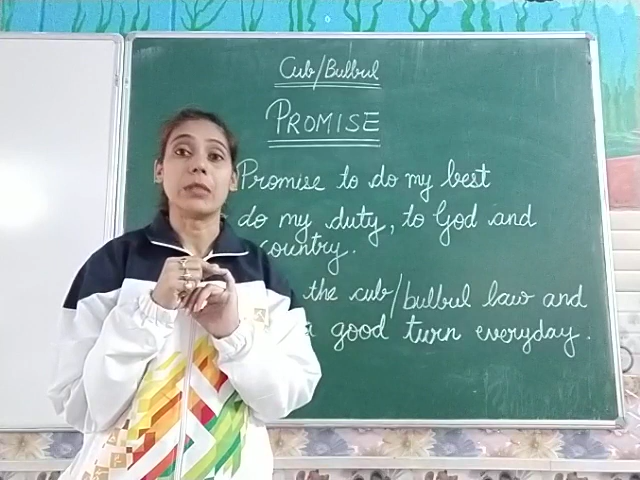 Cub/Bulbul
PROMISE
Promise to do my best
do my duty, to God and
country.
the cub/bulbul law and
good turn everyday.